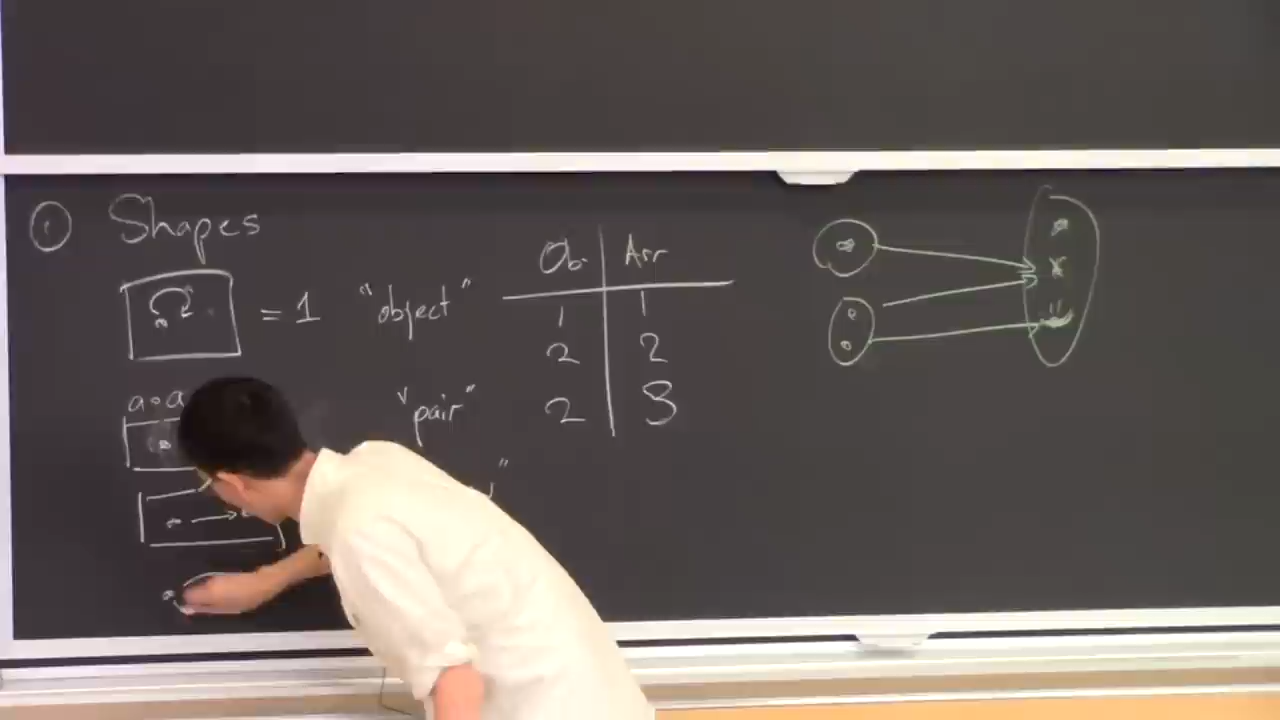 ① Shapes
= 1 "object"
Ob Arr
1 1
2 2
2 3
a a
"pair"